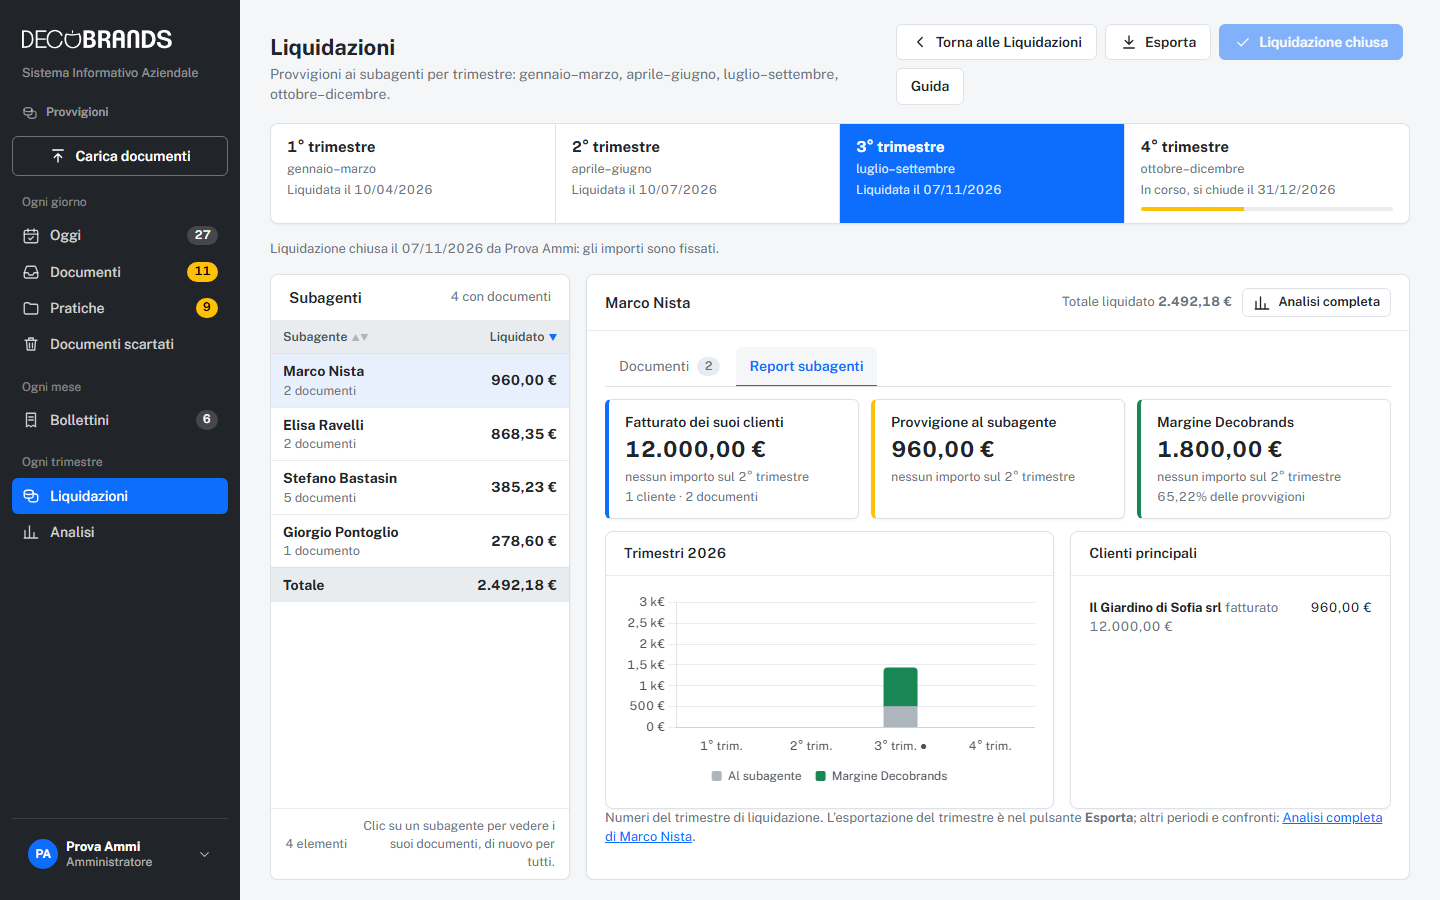 DECOBRANDS
Sistema Informativo Aziendale
Provvigioni
Carica documenti
Ogni giorno
Oggi 27
Documenti 11
Pratiche 9
Documenti scartati
Ogni mese
Bollettini 6
Ogni trimestre
Liquidazioni
Analisi
PA
Prova Ammi
Amministratore
Liquidazioni
Provvigioni ai subagenti per trimestre: gennaio–marzo, aprile–giugno, luglio–settembre,
ottobre–dicembre.
Torna alle Liquidazioni
Esporta
Liquidazione chiusa
Guida
1° trimestre
gennaio–marzo
Liquidata il 10/04/2026
2° trimestre
aprile–giugno
Liquidata il 10/07/2026
3° trimestre
luglio–settembre
Liquidata il 07/11/2026
4° trimestre
ottobre–dicembre
In corso, si chiude il 31/12/2026
Liquidazione chiusa il 07/11/2026 da Prova Ammi: gli importi sono fissati.
Subagenti 4 con documenti
Subagente ▲▼ Liquidato ▼
Marco Nista 960,00 €
2 documenti
Elisa Ravelli 868,35 €
2 documenti
Stefano Bastasin 385,23 €
5 documenti
Giorgio Pontoglio 278,60 €
1 documento
Totale 2.492,18 €
4 elementi
Clic su un subagente per vedere i
suoi documenti, di nuovo per
tutti.
Marco Nista
Totale liquidato 2.492,18 €
Analisi completa
Documenti 2
Report subagenti
Fatturato dei suoi clienti
12.000,00 €
nessun importo sul 2° trimestre
1 cliente · 2 documenti
Provvigione al subagente
960,00 €
nessun importo sul 2° trimestre
Margine Decobrands
1.800,00 €
nessun importo sul 2° trimestre
65,22% delle provvigioni
Trimestri 2026
3 k€
2,5 k€
2 k€
1,5 k€
1 k€
500 €
0 €
1° trim. 2° trim. 3° trim. ● 4° trim.
Al subagente Margine Decobrands
Clienti principali
Il Giardino di Sofia srl fatturato 960,00 €
12.000,00 €
Numeri del trimestre di liquidazione. L'esportazione del trimestre è nel pulsante Esporta; altri periodi e confronti: Analisi completa
di Marco Nista.